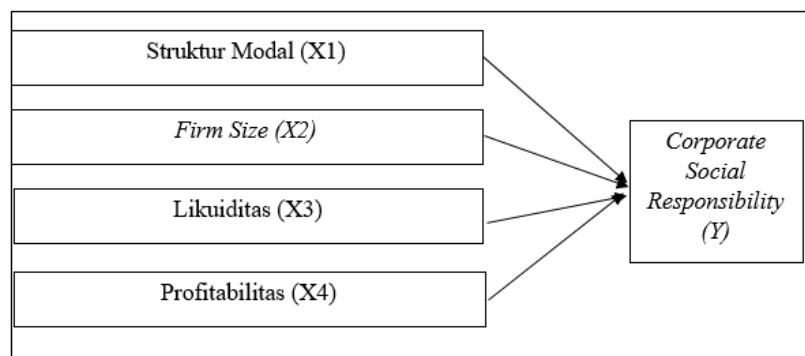 Struktur Modal (X1)
Firm Size (X2)
Likuiditas (X3)
Profitabilitas (X4)
Corporate
Social
Responsibility
(Y)